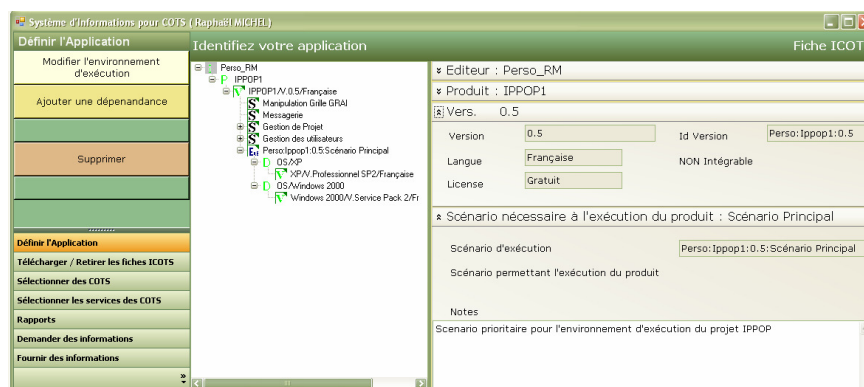 Système d'Informations pour COTS ( Raphaël MICHEL)
Définir l'Application
Identifiez votre application
Fiche ICOT
Modifier l'environnement
d'exécution
Ajouter une dépenandance
Supprimer
Définir l'Application
Télécharger / Retirer les fiches ICOTS
Sélectionner des COTS
Sélectionner les services des COTS
Rapports
Demander des informations
Fournir des informations
Perso_RM
P IPPOP1
V IPPOP1/V.0.5/Française
S Manipulation Grille GRAI
S Messagerie
S Gestion de Projet
S Gestion des utilisateurs
Ex Perso:Ippop1:0.5:Scénario Principal
D OS/XP
V XP/V.Professionnel SP2/Française
D OS/Windows 2000
V Windows 2000/V.Service Pack 2/Fr
Editeur : Perso_RM
Produit : IPPOP1
Vers. 0.5
Version 0.5 Id Version Perso:Ippop1:0.5
Langue Française NON Intégrable
License Gratuit
Scénario nécessaire à l'exécution du produit : Scénario Principal
Scénario d'exécution Perso:Ippop1:0.5:Scénario Principal
Scénario permettant l'exécution du produit
Notes
Scenario prioritaire pour l'environnement d'exécution du projet IPPOP